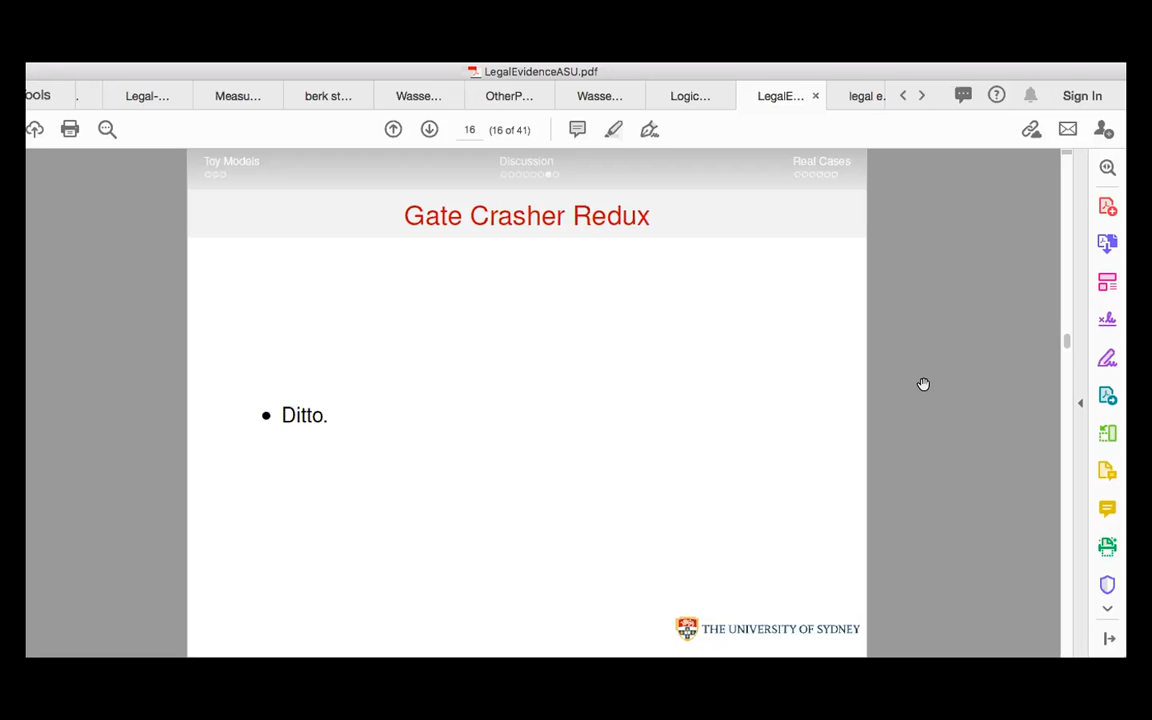 LegalEvidenceASU.pdf
ools
.
Legal-...
Measu...
berk st...
Wasse...
OtherP...
Wasse...
Logic...
LegalE... ×
legal e.
Sign In
16 (16 of 41)
Toy Models
Discussion
Real Cases
Gate Crasher Redux
• Ditto.
THE UNIVERSITY OF SYDNEY